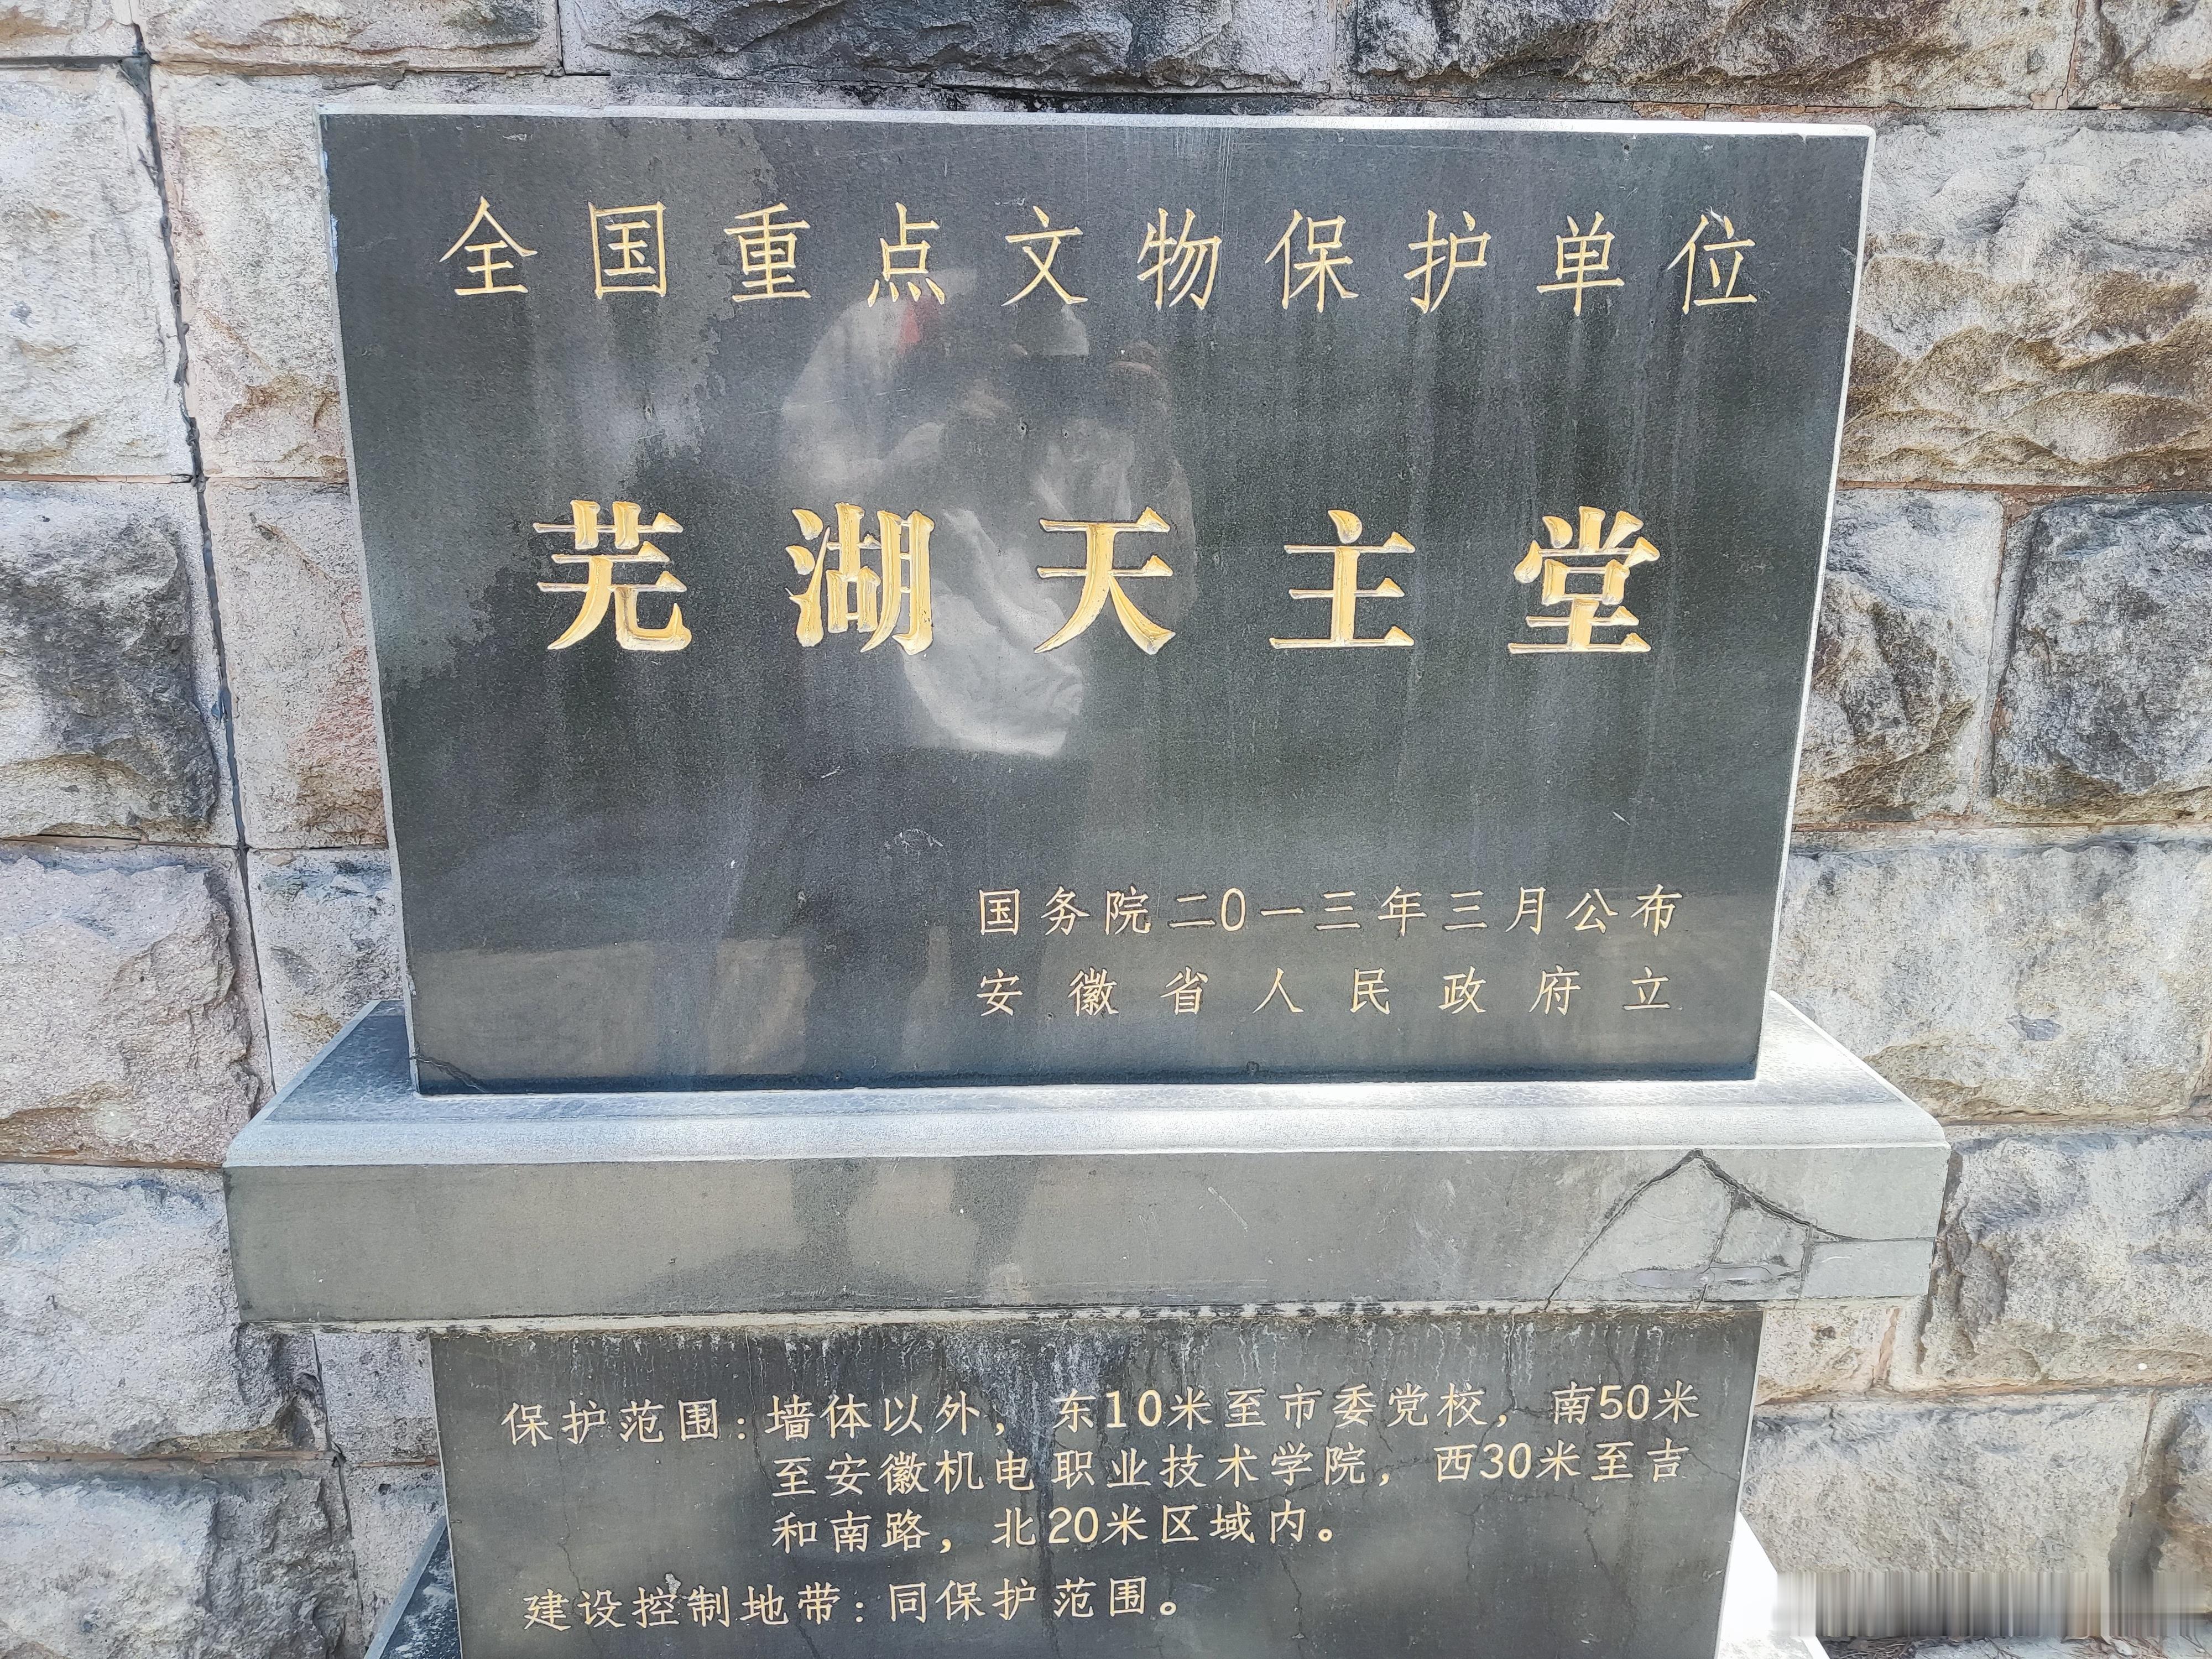 全国重点文物保护单位
芜湖天主堂
国务院二0一三年三月公布
安徽省人民政府立
保护范围:墙体以外，东10米至市委党校，南50米
至安徽机电职业技术学院，西30米至吉
和南路，北20米区域内。
建设控制地带:同保护范围。